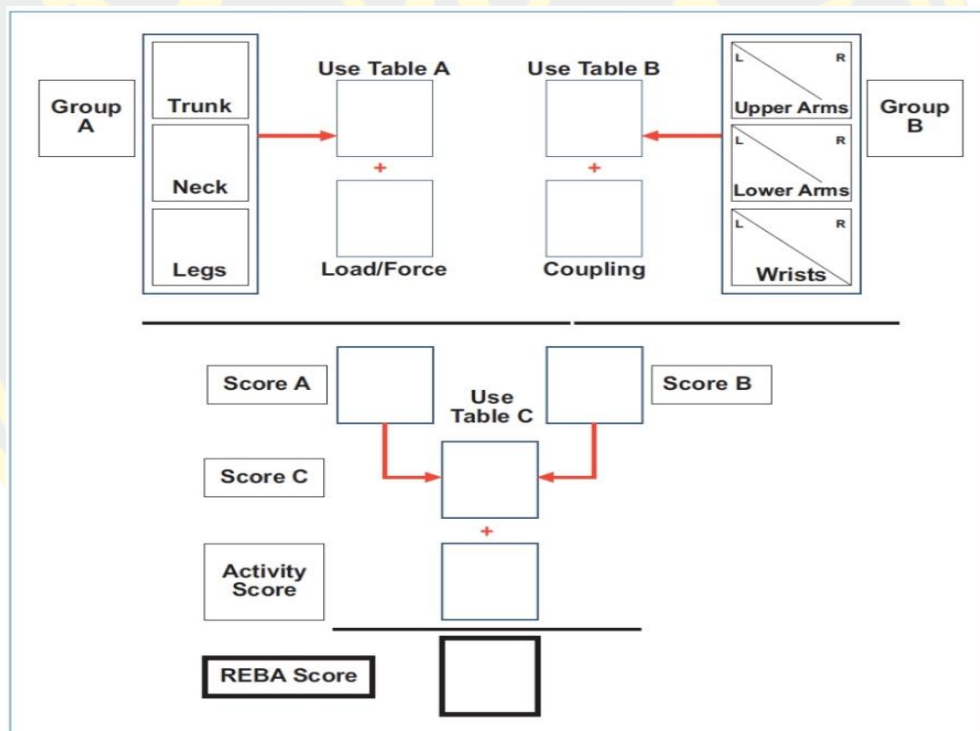 Use Table A
Use Table B
Group
A
Trunk
Neck
Legs
+
Load/Force
+
Coupling
L R
Upper Arms
L R
Lower Arms
L R
Wrists
Group
B
Score A
Use
Table C
Score B
Score C
+
Activity
Score
REBA Score